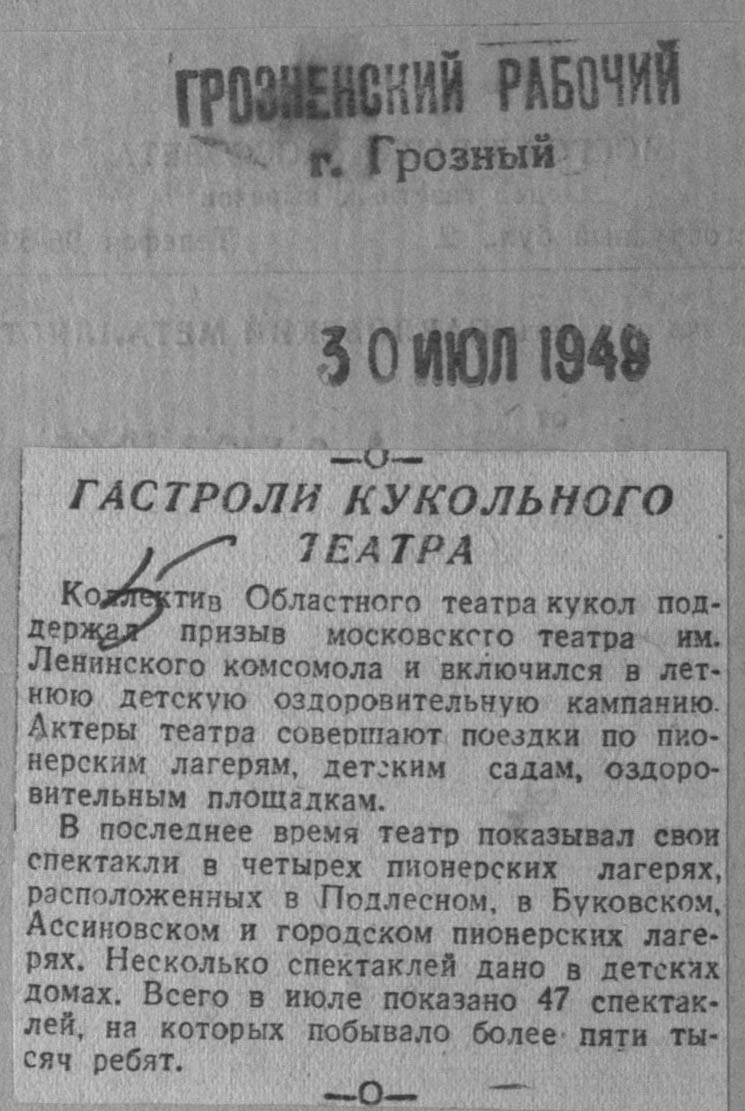 ГРОЗНЕНСКИЙ РАБОЧИЙ
г. Грозный
30 ИЮЛ 1949
ГАСТРОЛИ КУКОЛЬНОГО
ТЕАТРА
Коллектив Областного театра кукол под-
держал призыв московского театра им.
Ленинского комсомола и включился в лет-
нюю детскую оздоровительную кампанию.
Актеры театра совершают поездки по пио-
нерским лагерям, детским садам, оздоро-
вительным площадкам.
В последнее время театр показывал свои
спектакли в четырех пионерских лагерях,
расположенных в Подлесном, в Буковском,
Ассиновском и городском пионерских лаге-
рях. Несколько спектаклей дано в детских
домах. Всего в июле показано 47 спектак-
лей, на которых побывало более пяти ты-
сяч ребят.